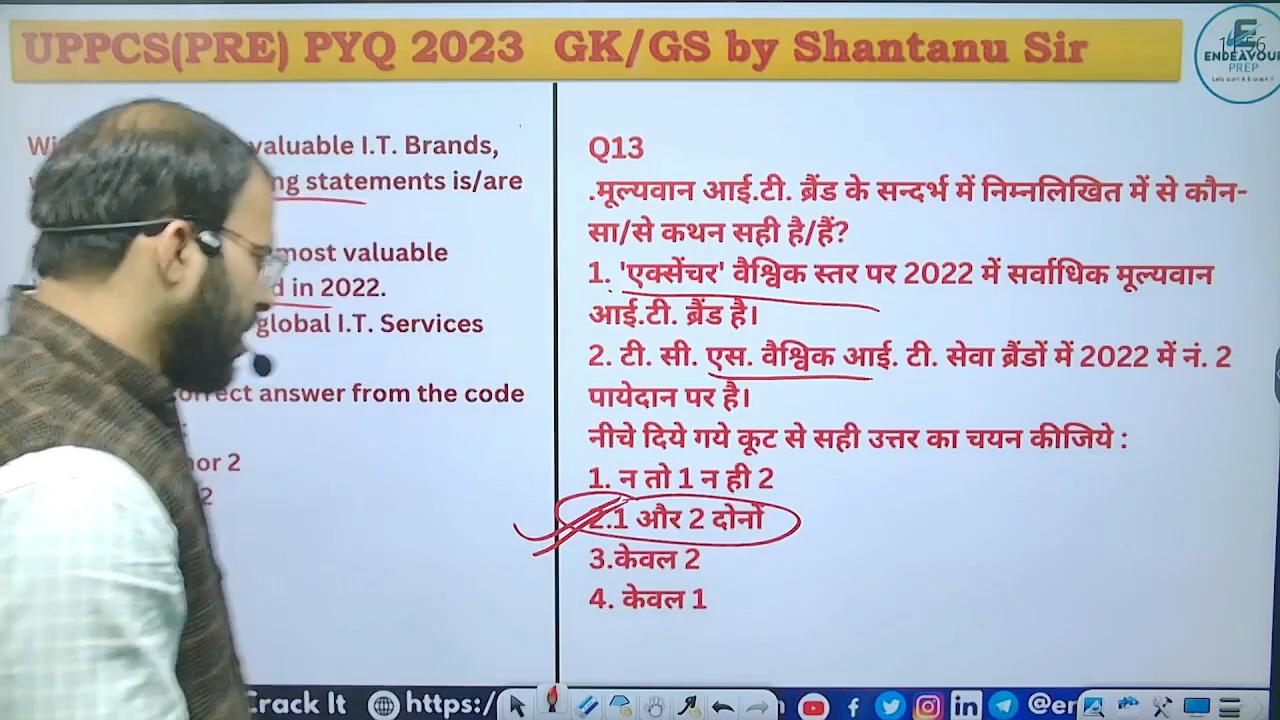 UPPCS(PRE) PYQ 2023 GK/GS by Shantanu Sir
ENDEAVOUR
PREP
valuable I.T. Brands,
statements is/are
most valuable
in 2022.
global I.T. Services
answer from the code
nor 2
2
Q13
.मूल्यवान आई.टी. ब्रैंड के सन्दर्भ में निम्नलिखित में से कौन-
सा/से कथन सही है/हैं?
1. 'एक्सेंचर' वैश्विक स्तर पर 2022 में सर्वाधिक मूल्यवान
आई.टी. ब्रैंड है।
2. टी. सी. एस. वैश्विक आई. टी. सेवा ब्रैंडों में 2022 में नं. 2
पायेदान पर है।
नीचे दिये गये कूट से सही उत्तर का चयन कीजिये :
1. न तो 1 न ही 2
2.1 और 2 दोनों
3.केवल 2
4. केवल 1
Crack It https:/ @er